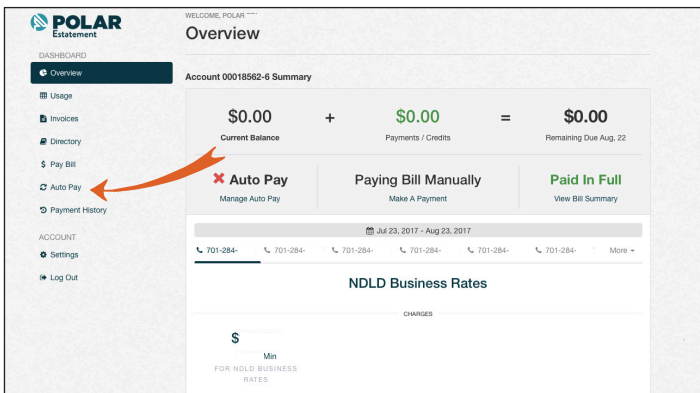 POLAR
Estatement
DASHBOARD
Overview
Usage
Invoices
Directory
$ Pay Bill
Auto Pay
Payment History
ACCOUNT
Settings
Log Out
WELCOME, POLAR
Overview
Account 00018562-6 Summary
$0.00 + $0.00 = $0.00
Current Balance Payments / Credits Remaining Due Aug, 22
Auto Pay Paying Bill Manually Paid In Full
Manage Auto Pay Make A Payment View Bill Summary
Jul 23, 2017 - Aug 23, 2017
701-284- 701-284- 701-284- 701-284- 701-284- 701-284- More
NDLD Business Rates
CHARGES
$
Min
FOR NDLD BUSINESS
RATES